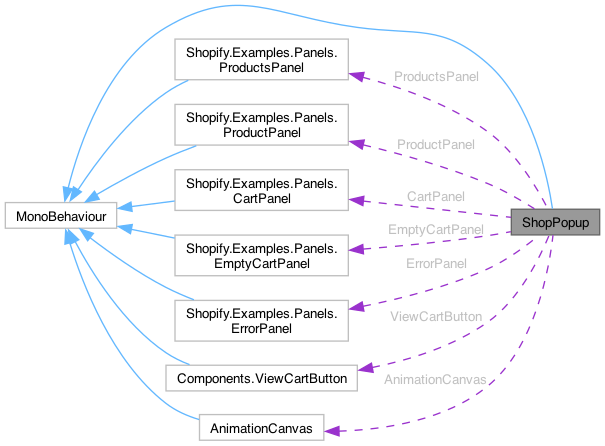 Shopify.Examples.Panels.
ProductsPanel
ProductsPanel
Shopify.Examples.Panels.
ProductPanel
ProductPanel
Shopify.Examples.Panels.
CartPanel
CartPanel
MonoBehaviour
ShopPopup
EmptyCartPanel
Shopify.Examples.Panels.
EmptyCartPanel
ErrorPanel
Shopify.Examples.Panels.
ErrorPanel
ViewCartButton
Components.ViewCartButton
AnimationCanvas
AnimationCanvas